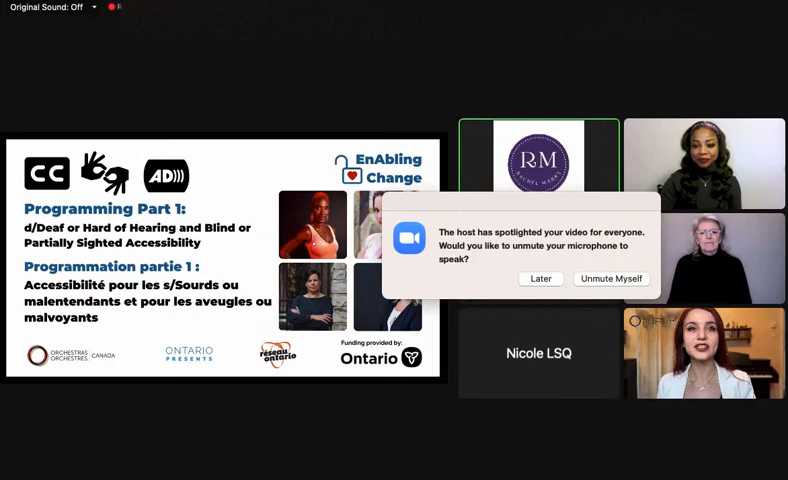 Original Sound: Off
CC
AD
EnAbling
Change
Programming Part 1:
d/Deaf or Hard of Hearing and Blind or
Partially Sighted Accessibility
Programmation partie 1 :
Accessibilité pour les s/Sourds ou
malentendants et pour les aveugles ou
malvoyants
ORCHESTRAS
ORCHESTRES
CANADA
ONTARIO
PRESENTS
réseau
ontario
Funding provided by:
Ontario
RM
RACHEL MARKS
The host has spotlighted your video for everyone.
Would you like to unmute your microphone to
speak?
Later
Unmute Myself
Nicole LSQ